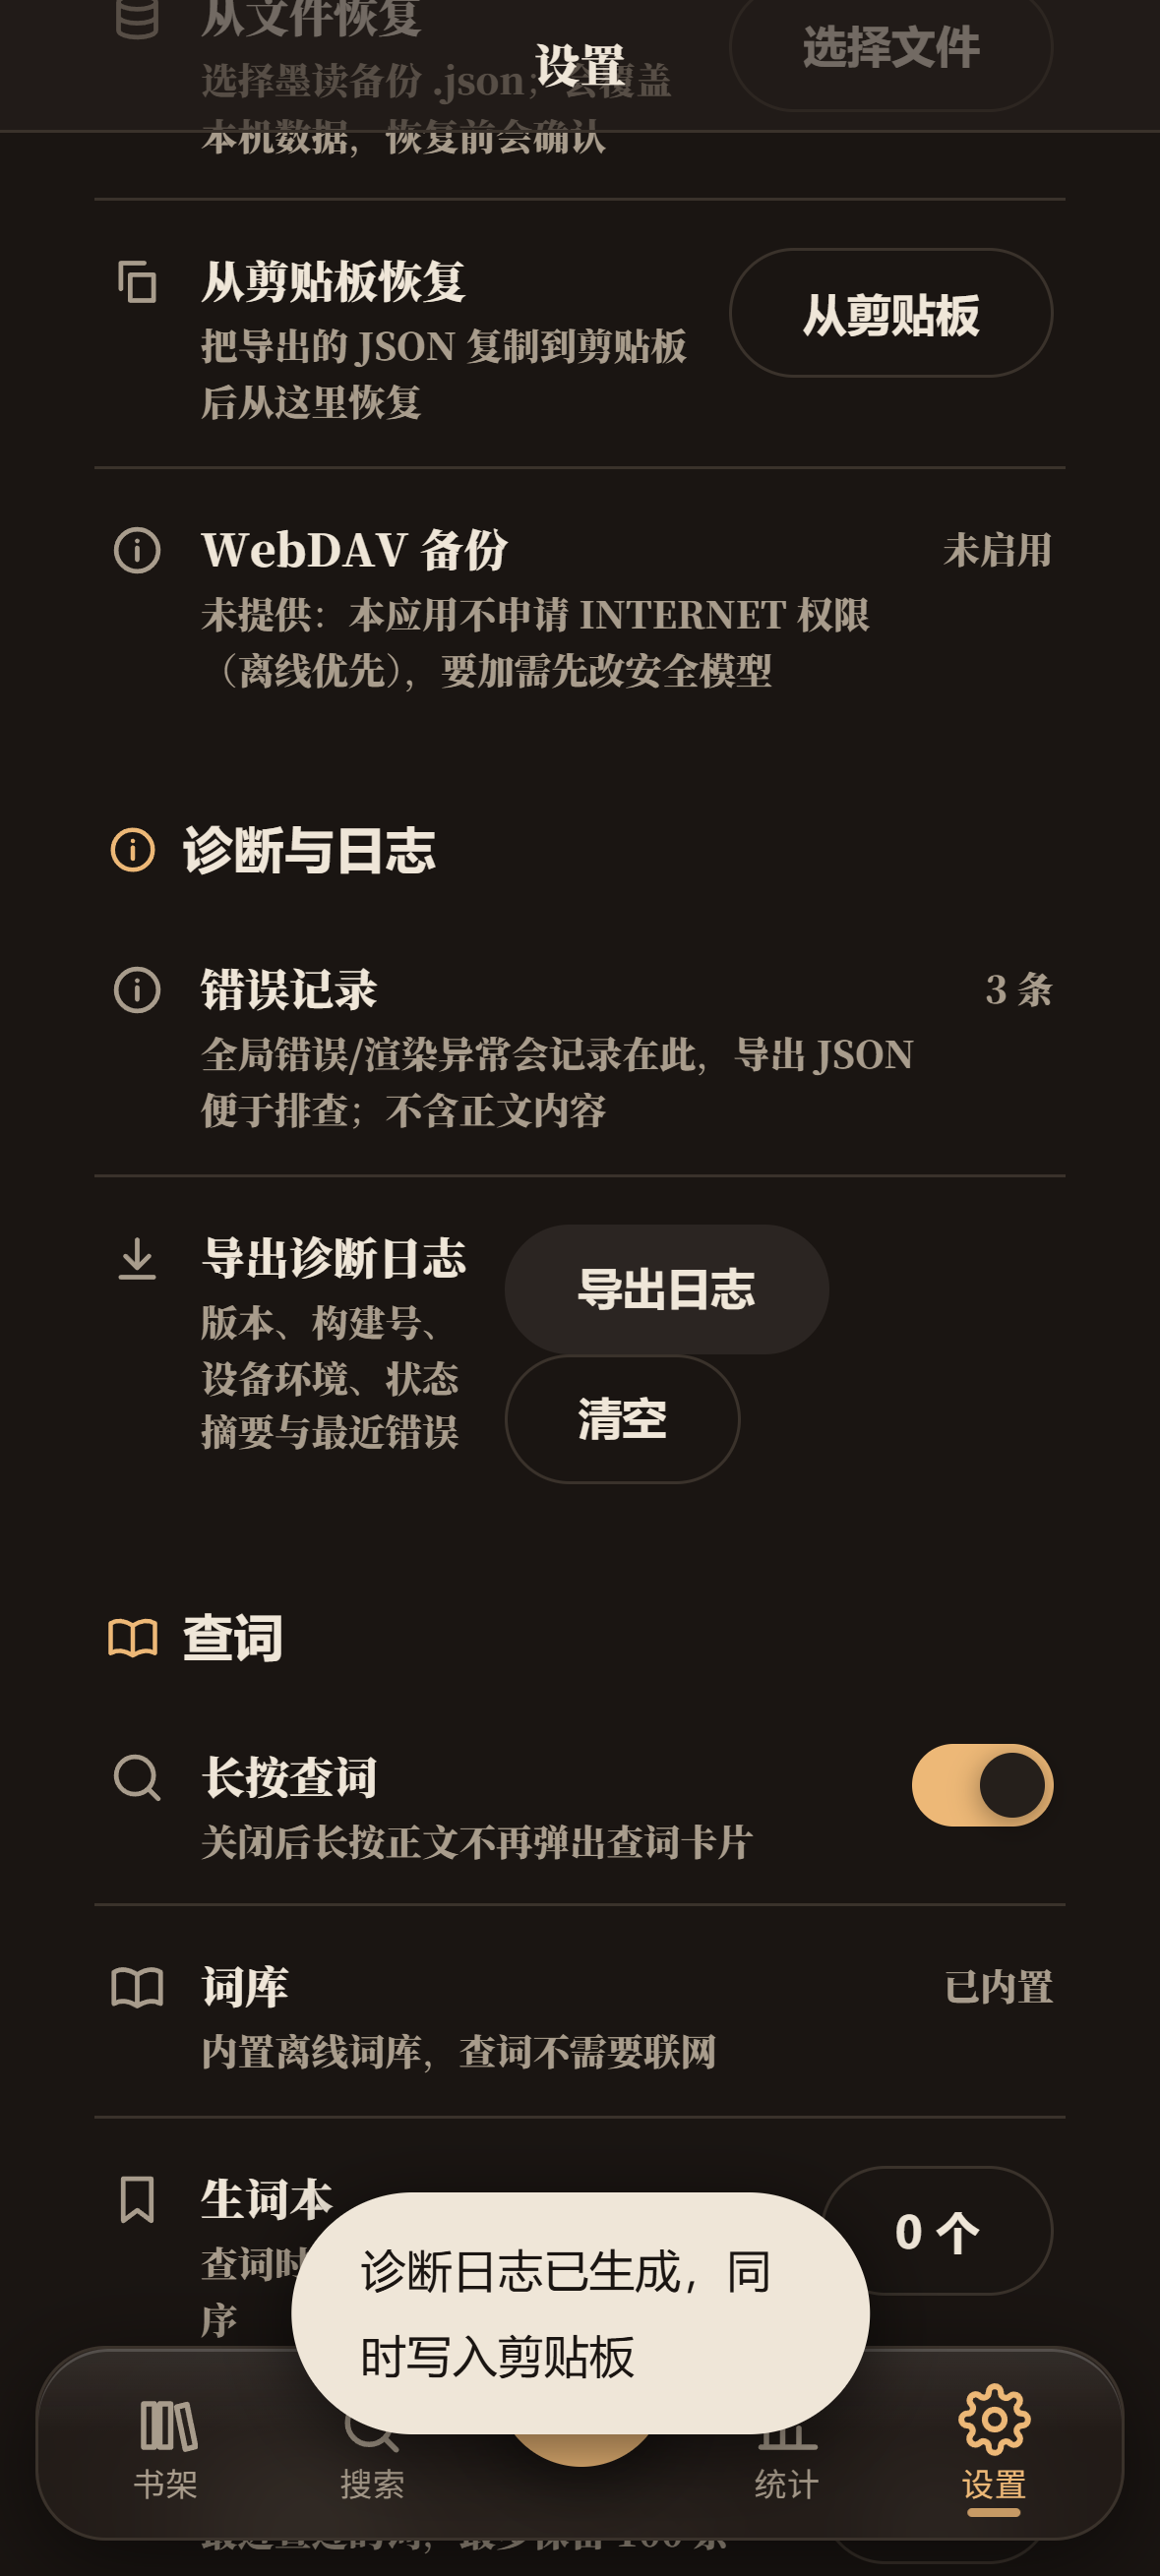 从文件恢复
选择文件
设置
选择墨读备份 .json；会覆盖
本机数据，恢复前会确认
从剪贴板恢复
从剪贴板
把导出的 JSON 复制到剪贴板
后从这里恢复
WebDAV 备份
未启用
未提供：本应用不申请 INTERNET 权限
（离线优先），要加需先改安全模型
诊断与日志
错误记录
3 条
全局错误/渲染异常会记录在此，导出 JSON
便于排查；不含正文内容
导出诊断日志
导出日志
版本、构建号、
设备环境、状态
摘要与最近错误
清空
查词
长按查词
关闭后长按正文不再弹出查词卡片
词库
已内置
内置离线词库，查词不需要联网
生词本
0 个
查词时
序
诊断日志已生成，同
时写入剪贴板
书架
搜索
统计
设置